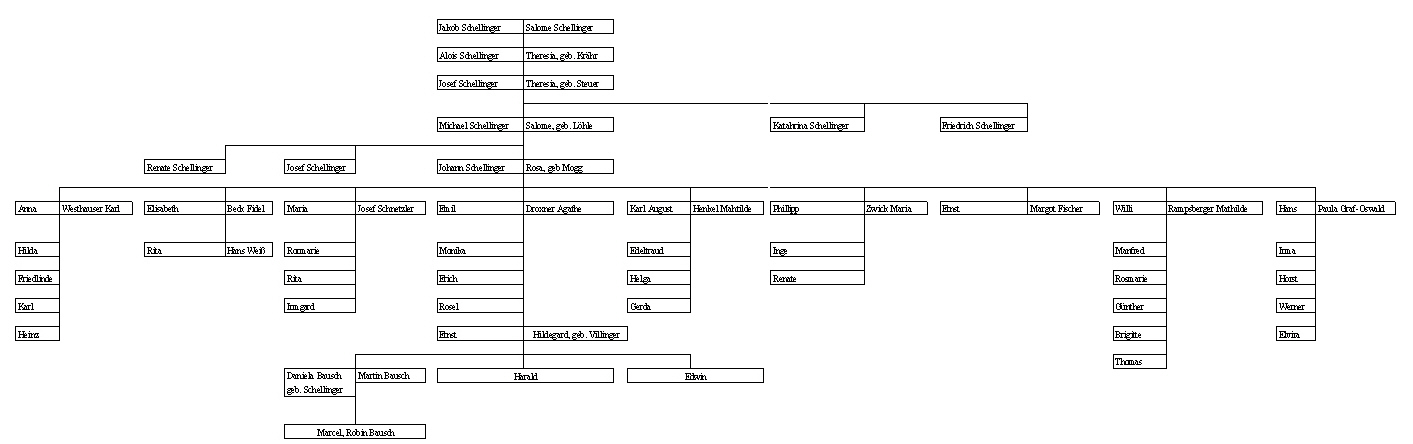 Jakob Schellinger Salome Schellinger
Alois Schellinger Theresia, geb. Krähr
Josef Schellinger Theresia, geb. Steuer
Michael Schellinger Salome, geb. Löhle Katahrina Schellinger Friedrich Schellinger
Renate Schellinger Josef Schellinger Johann Schellinger Rosa, geb Mogg
Anna Westhauser Karl Elisabeth Beck Fidel Maria Josef Schnetzler Emil Droxner Agathe Karl August Henkel Mahtilde Phillipp Zwick Maria Ernst Margot Fischer Willi Rampsberger Mathilde Hans Paula Graf-Oswald
Hilda Rita Hans Weiß Rosmarie Monika Edeltraud Inge Manfred Irma
Friedlinde Rita Erich Helga Renate Rosmarie Horst
Karl Irmgard Rosel Gerda Günther Werner
Heinz Ernst Hildegard, geb. Villinger Brigitte Elvira
Thomas
Daniela Bausch Martin Bausch Harald Edwin
geb. Schellinger
Marcel, Robin Bausch